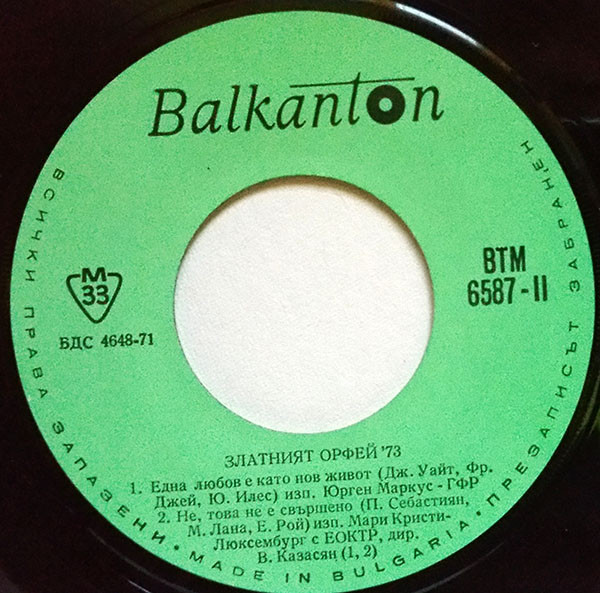 Balkanton
ВСИЧКИ ПРАВА ЗАПАЗЕНИ • MADE IN BULGARIA • ПРЕЗАПИСЪТ ЗАБРАНЕН
М
33
БДС 4648-71
ВТМ
6587-II
ЗЛАТНИЯТ ОРФЕЙ '73
1. Една любов е като нов живот (Дж. Уайт, Фр.
Джей, Ю. Илес) изп. Юрген Маркус - ГФР
2. Не, това не е свършено (П. Себастиян,
М. Лана, Е. Рой) изп. Мари Кристи-
Люксембург с ЕОКТР, дир.
В. Казасян (1, 2)